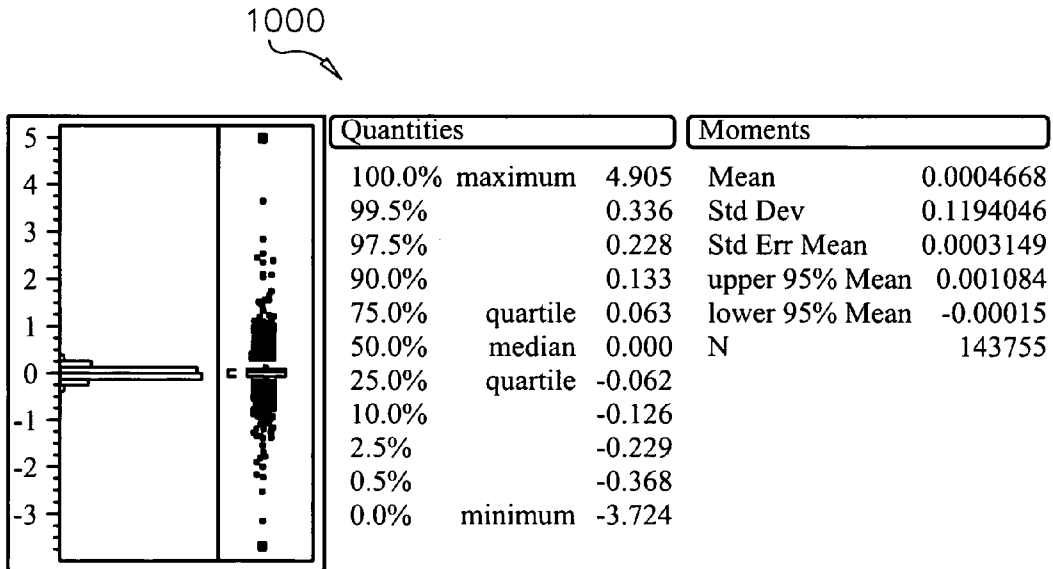 1000
5
4
3
2
1
0
-1
-2
-3
Quantities
100.0% maximum 4.905
99.5% 0.336
97.5% 0.228
90.0% 0.133
75.0% quartile 0.063
50.0% median 0.000
25.0% quartile -0.062
10.0% -0.126
2.5% -0.229
0.5% -0.368
0.0% minimum -3.724
Moments
Mean 0.0004668
Std Dev 0.1194046
Std Err Mean 0.0003149
upper 95% Mean 0.001084
lower 95% Mean -0.00015
N 143755